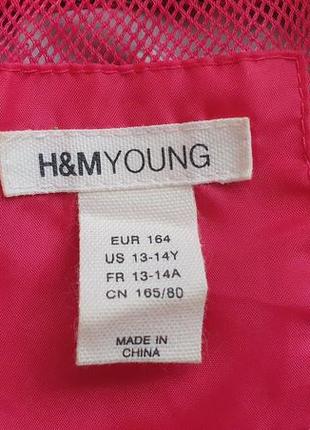 H&MYOUNG
EUR 164
US 13-14Y
FR 13-14A
CN 165/80
MADE IN
CHINA